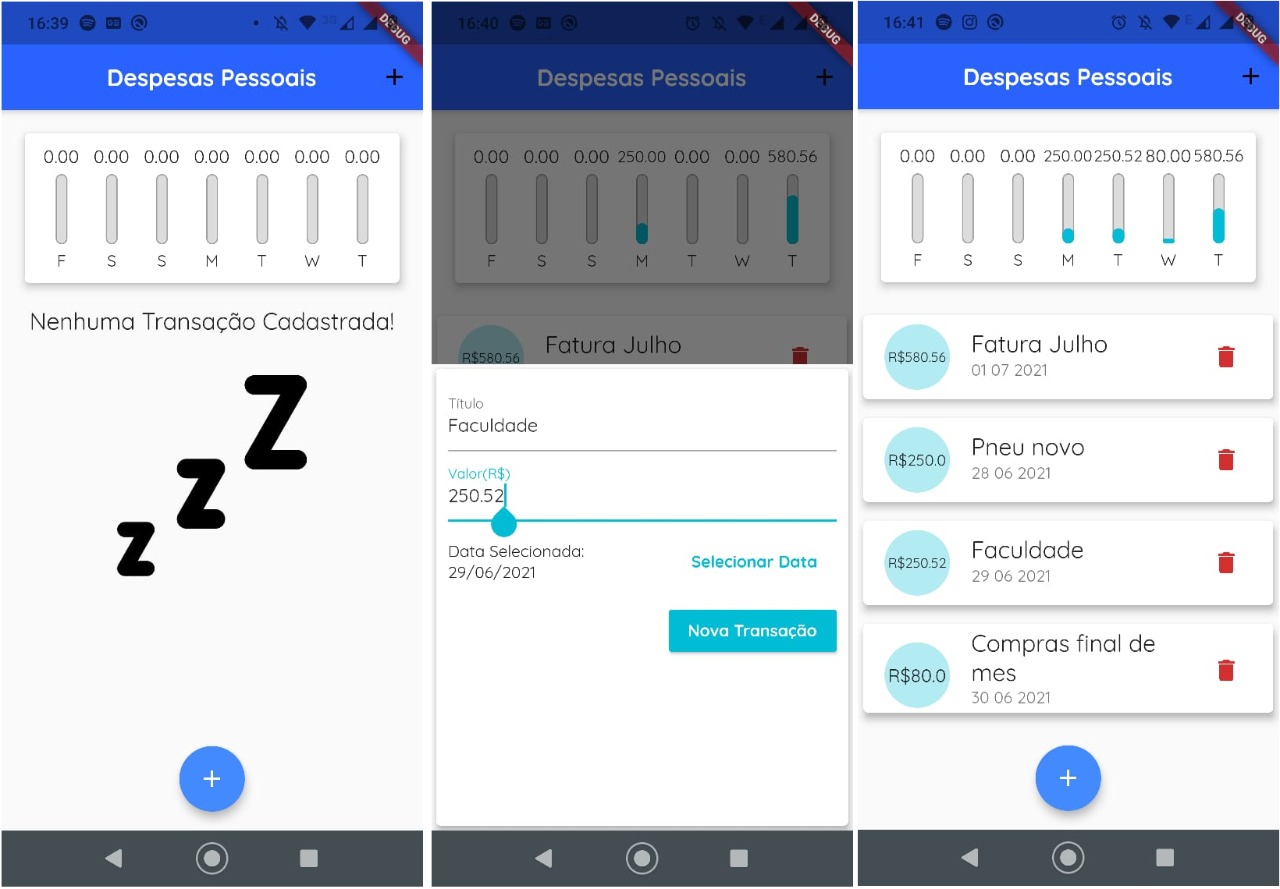 16:39
3G
DEBUG
Despesas Pessoais
+
0.00 0.00 0.00 0.00 0.00 0.00 0.00
F S S M T W T
Nenhuma Transação Cadastrada!
z z Z
+
16:40
E
DEBUG
Despesas Pessoais
+
0.00 0.00 0.00 250.00 0.00 0.00 580.56
F S S M T W T
R$580.56
Fatura Julho
Título
Faculdade
Valor(R$)
250.52
Data Selecionada:
29/06/2021
Selecionar Data
Nova Transação
16:41
E
DEBUG
Despesas Pessoais
+
0.00 0.00 0.00 250.00 250.52 80.00 580.56
F S S M T W T
R$580.56
Fatura Julho
01 07 2021
R$250.0
Pneu novo
28 06 2021
R$250.52
Faculdade
29 06 2021
R$80.0
Compras final de
mes
30 06 2021
+